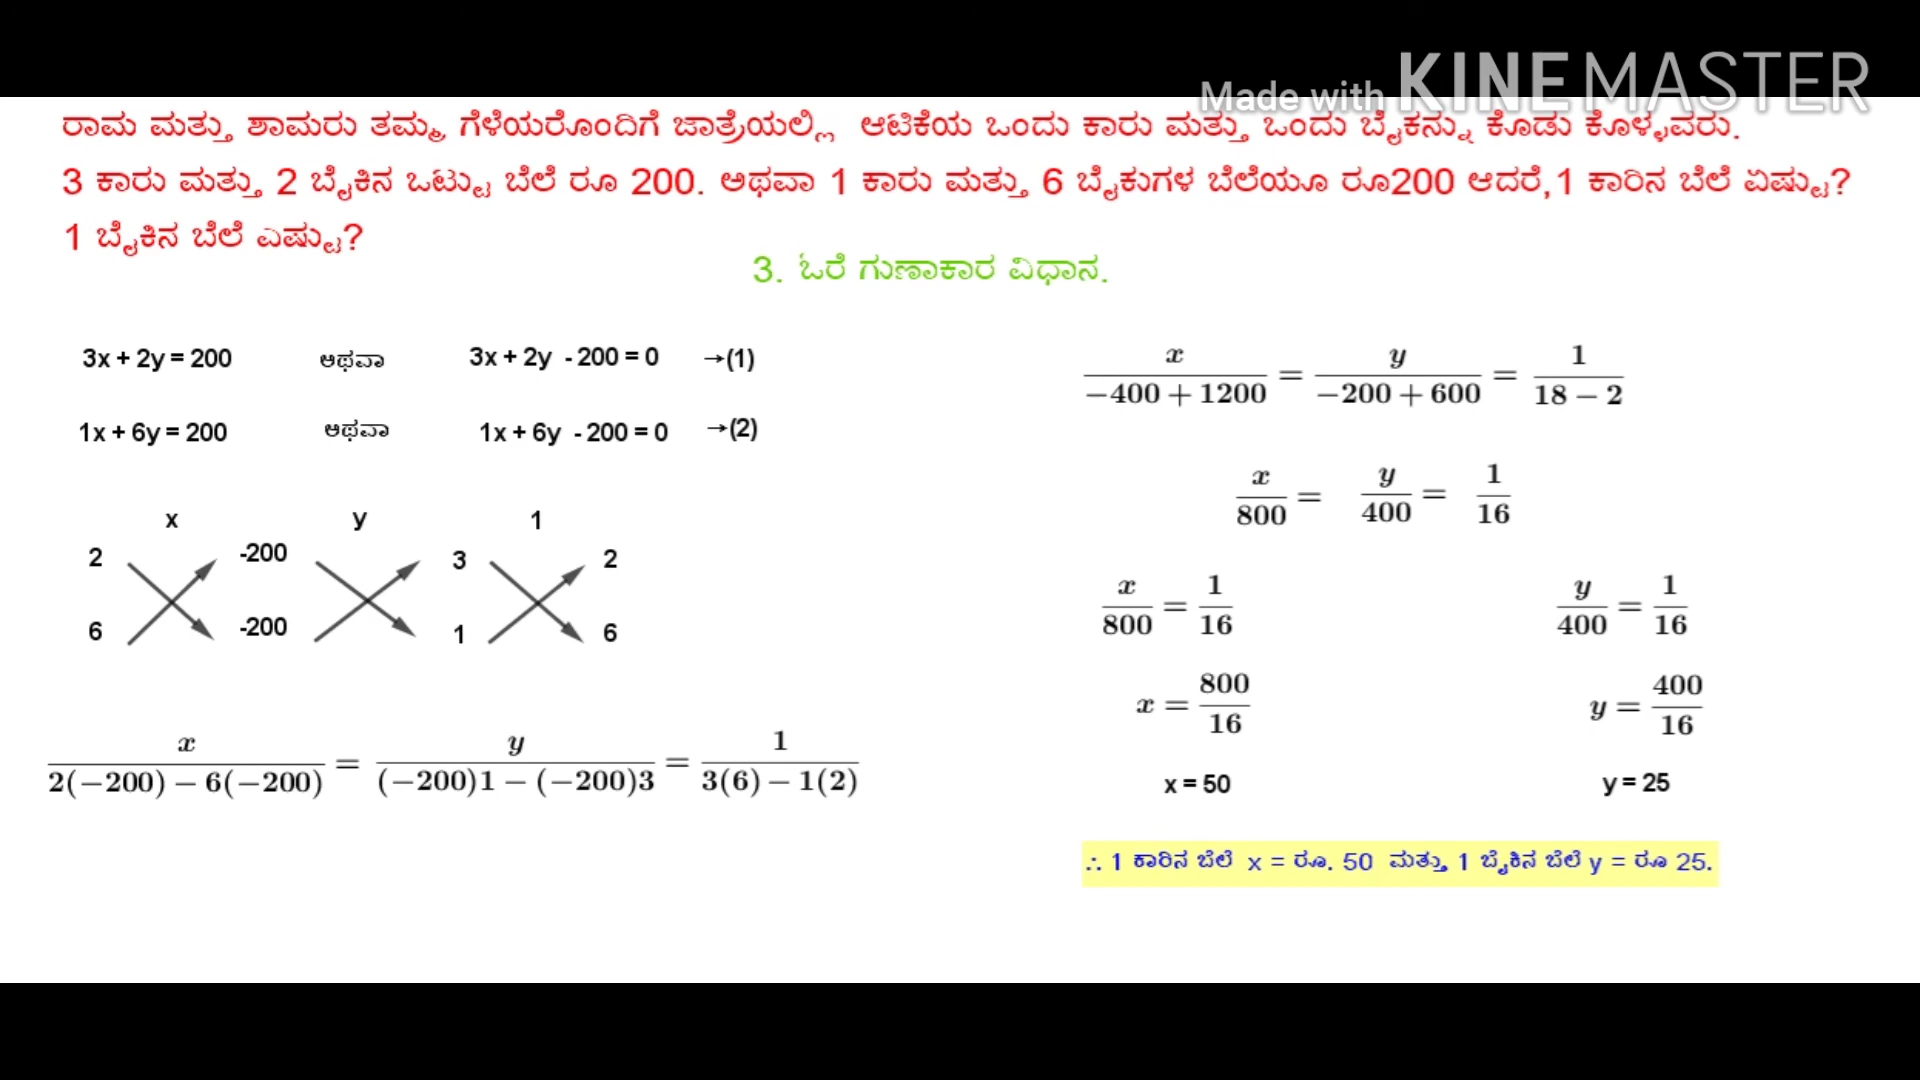 Made with KINEMASTER
ರಾಮ ಮತ್ತು ಶಾಮರು ತಮ್ಮ ಗೆಳೆಯರೊಂದಿಗೆ ಜಾತ್ರೆಯಲ್ಲಿ ಆಟಿಕೆಯ ಒಂದು ಕಾರು ಮತ್ತು ಒಂದು ಬೈಕನ್ನು ಕೊಡು ಕೊಳ್ಳುವರು.
3 ಕಾರು ಮತ್ತು 2 ಬೈಕಿನ ಒಟ್ಟು ಬೆಲೆ ರೂ 200. ಅಥವಾ 1 ಕಾರು ಮತ್ತು 6 ಬೈಕುಗಳ ಬೆಲೆಯೂ ರೂ200 ಆದರೆ,1 ಕಾರಿನ ಬೆಲೆ ಏಷ್ಟು?
1 ಬೈಕಿನ ಬೆಲೆ ಎಷ್ಟು?
3. ಓರೆ ಗುಣಾಕಾರ ವಿಧಾನ.
3x + 2y = 200 ಅಥವಾ 3x + 2y - 200 = 0 →(1)
1x + 6y = 200 ಅಥವಾ 1x + 6y - 200 = 0 →(2)
x y 1
2 -200 3 2
6 -200 1 6
x y 1
= =
2(−200) − 6(−200) (−200)1 − (−200)3 3(6) − 1(2)
x y 1
= =
−400 + 1200 −200 + 600 18 − 2
x y 1
= =
800 400 16
x 1 y 1
= =
800 16 400 16
800 400
x = y =
16 16
x = 50 y = 25
∴ 1 ಕಾರಿನ ಬೆಲೆ x = ರೂ. 50 ಮತ್ತು 1 ಬೈಕಿನ ಬೆಲೆ y = ರೂ 25.